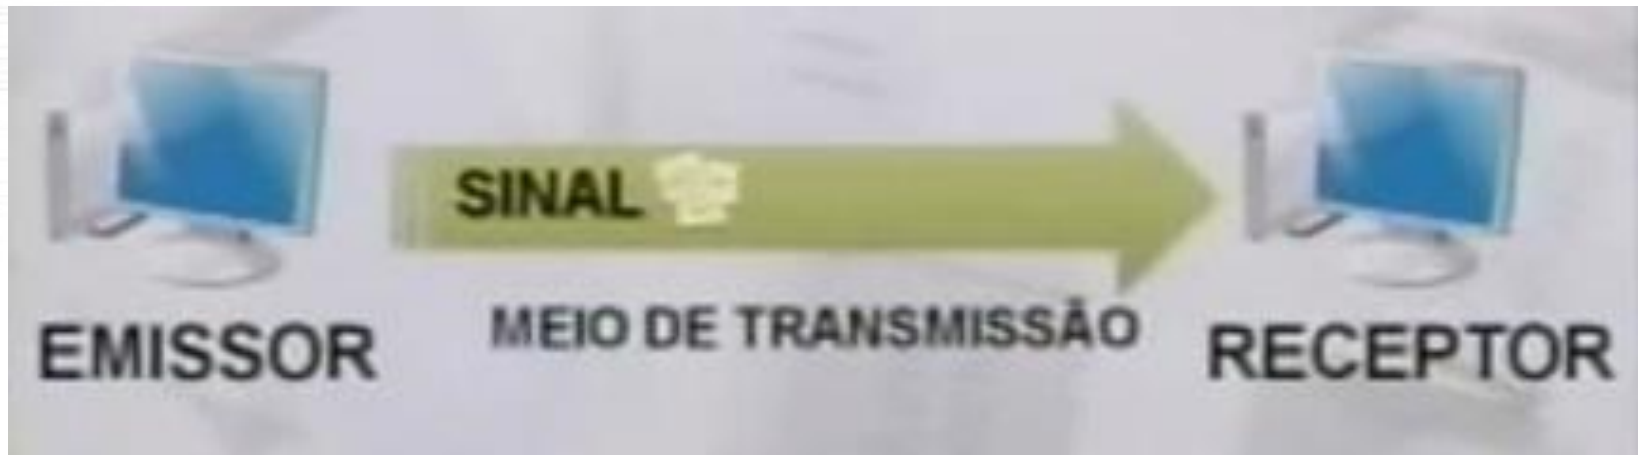 SINAL
MEIO DE TRANSMISSÃO
EMISSOR
RECEPTOR